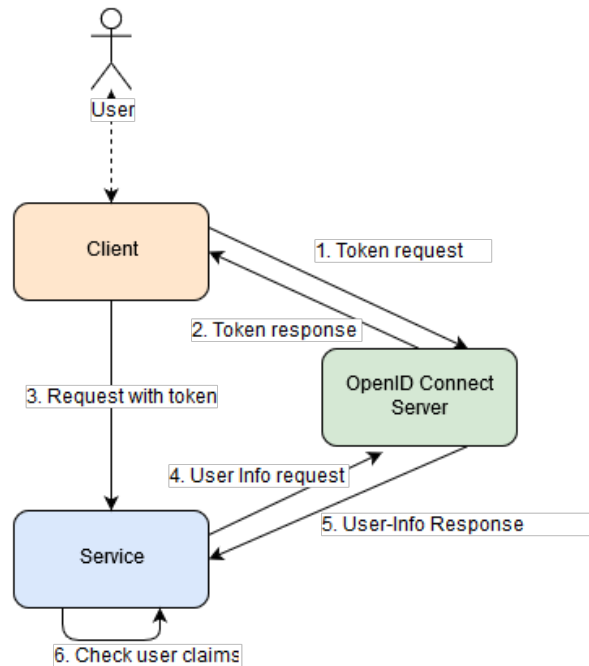 User
Client
1. Token request
2. Token response
OpenID Connect
Server
3. Request with token
4. User Info request
5. User-Info Response
Service
6. Check user claims